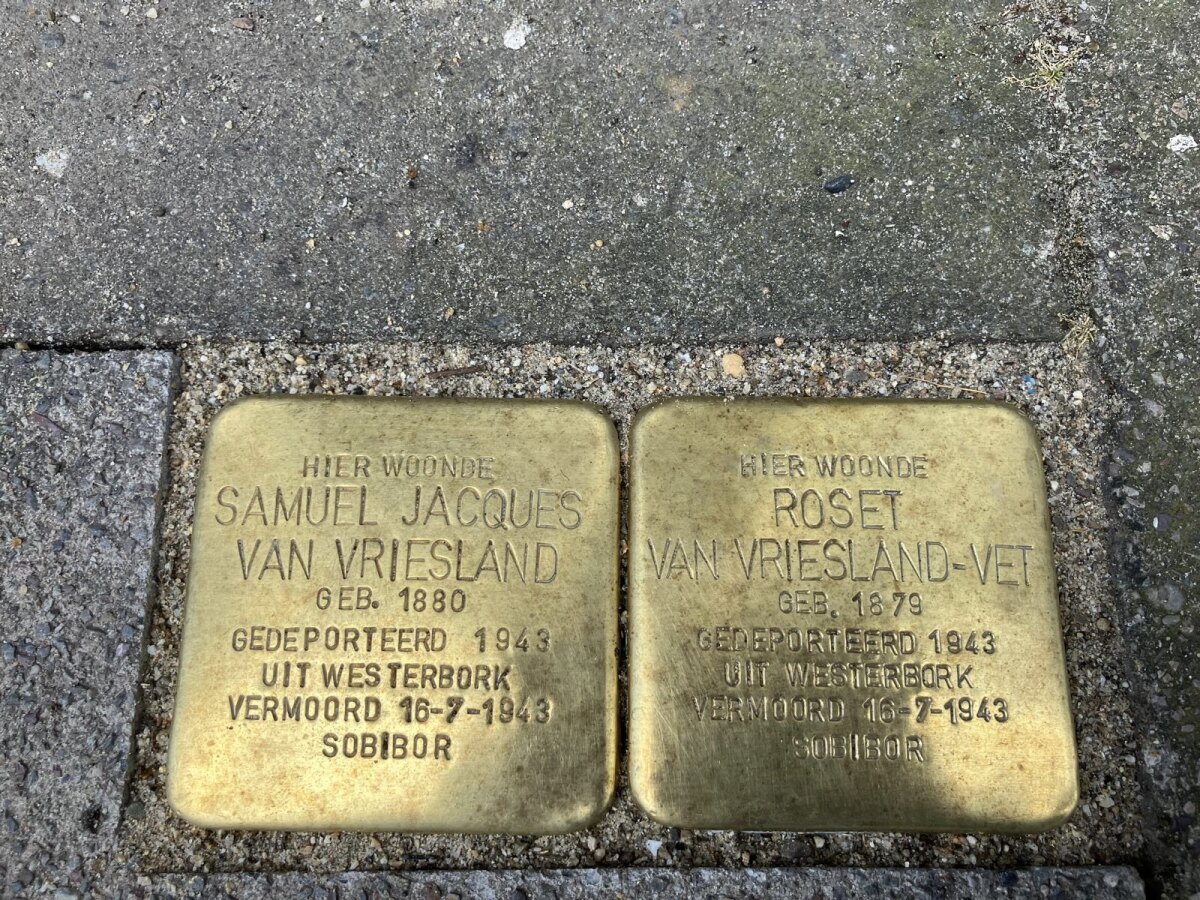 HIER WOONDE
SAMUEL JACQUES
VAN VRIESLAND
GEB. 1880
GEDEPORTEERD 1943
UIT WESTERBORK
VERMOORD 16-7-1943
SOBIBOR
HIER WOONDE
ROSET
VAN VRIESLAND-VET
GEB. 1879
GEDEPORTEERD 1943
UIT WESTERBORK
VERMOORD 16-7-1943
SOBIBOR